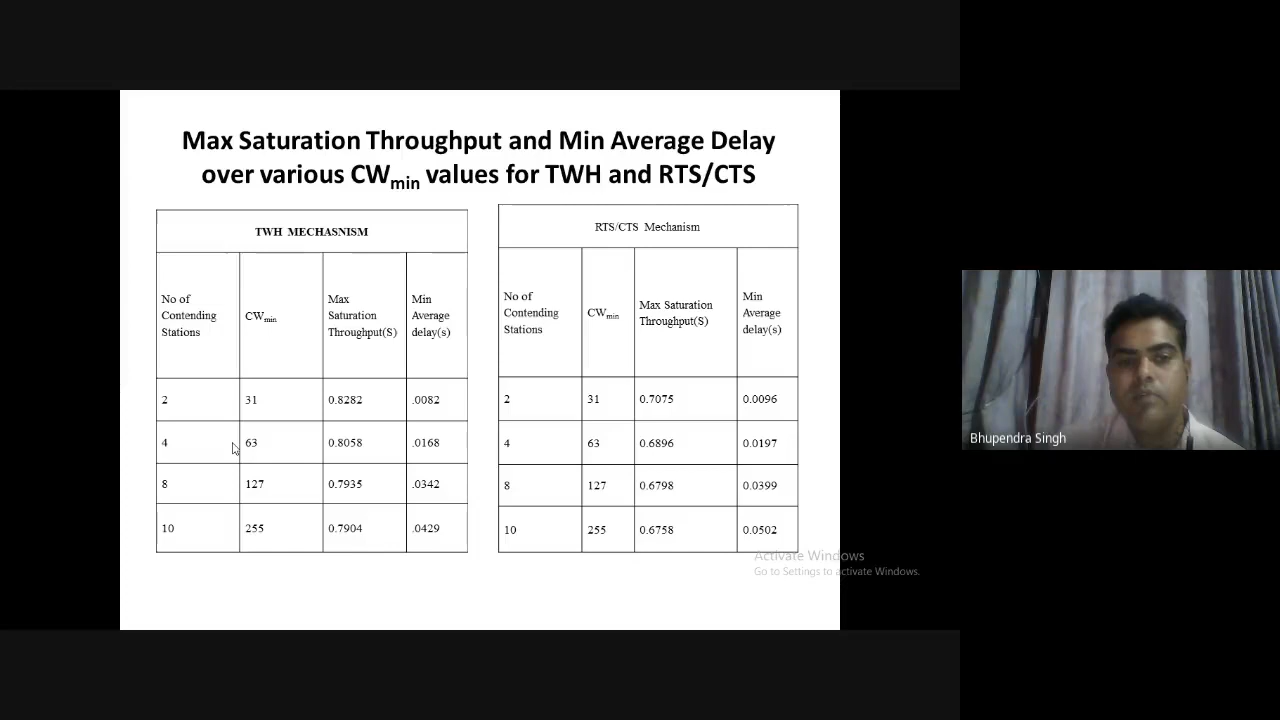 Max Saturation Throughput and Min Average Delay
over various CWmin values for TWH and RTS/CTS
TWH MECHASNISM
No of
Contending
Stations
CWmin
Max
Saturation
Throughput(S)
Min
Average
delay(s)
2 31 0.8282 .0082
4 63 0.8058 .0168
8 127 0.7935 .0342
10 255 0.7904 .0429
RTS/CTS Mechanism
No of
Contending
Stations
CWmin
Max Saturation
Throughput(S)
Min
Average
delay(s)
2 31 0.7075 0.0096
4 63 0.6896 0.0197
8 127 0.6798 0.0399
10 255 0.6758 0.0502
Activate Windows
Go to Settings to activate Windows.
Bhupendra Singh